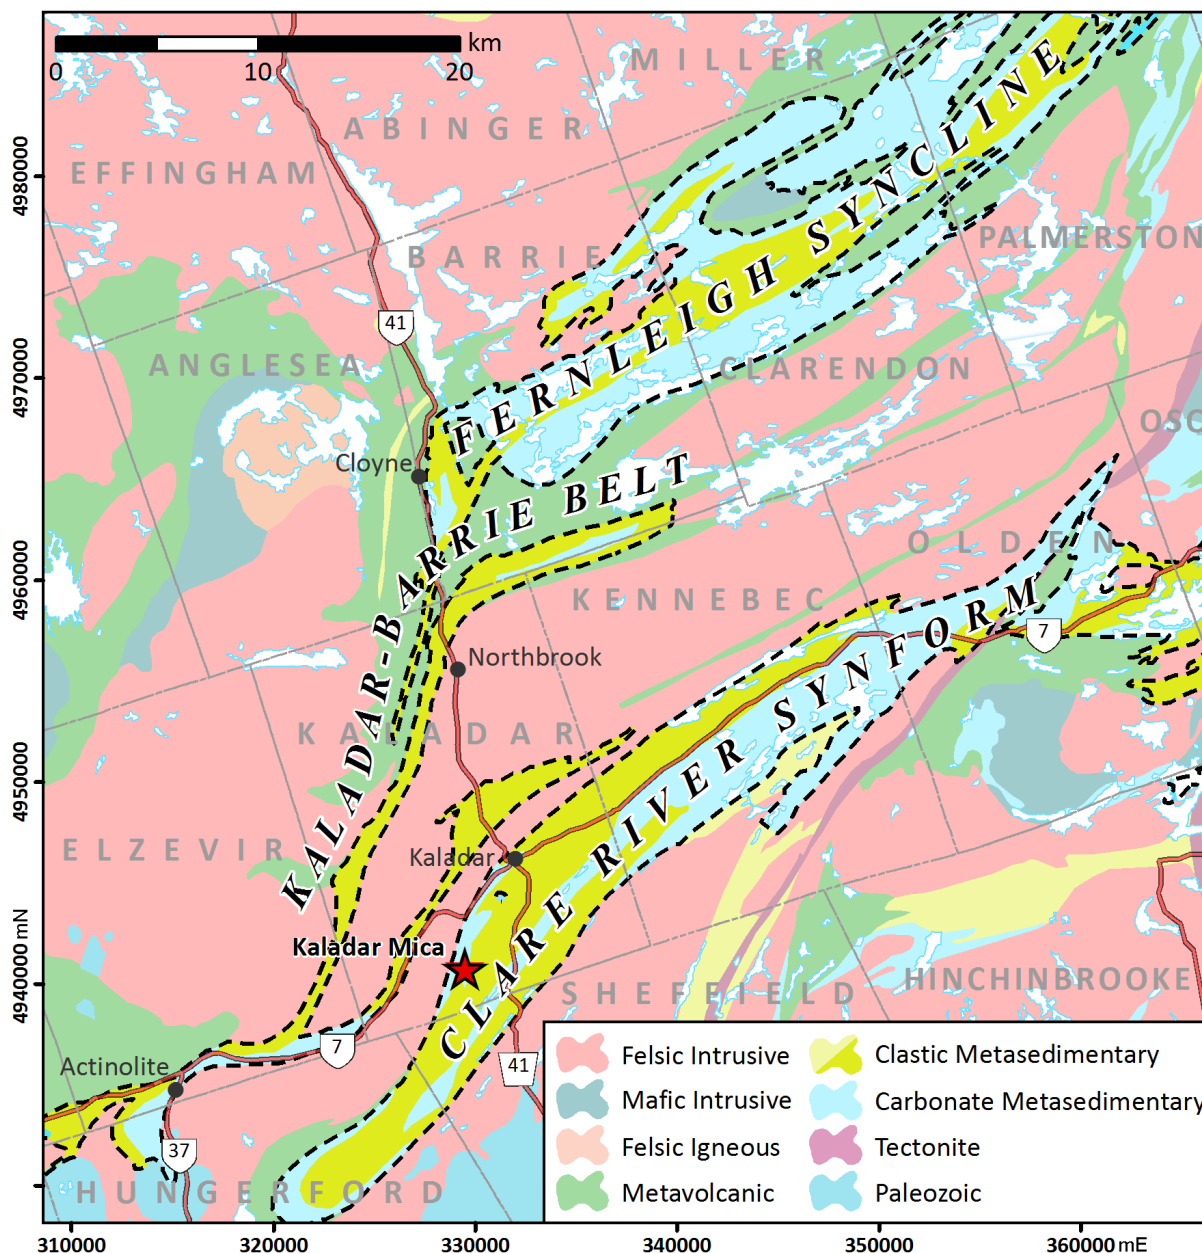 km
0 10 20
MILLER
ABINGER
EFFINGHAM
BARRIE
PALMERSTON
FERNLEIGH SYNCLINE
41
ANGLESEA
CLARENDON
OSO
Cloyne
KALADAR-BARRIE BELT
OLDEN
KENNEBEC
7
Northbrook
KALADAR
CLARE RIVER SYNFORM
ELZEVIR
Kaladar
Kaladar Mica
SHEFFIELD
HINCHINBROOKE
7
41
Actinolite
37
HUNGERFORD
Felsic Intrusive
Mafic Intrusive
Felsic Igneous
Metavolcanic
Clastic Metasedimentary
Carbonate Metasedimentary
Tectonite
Paleozoic
4980000
4970000
4960000
4950000
4940000 mN
310000 320000 330000 340000 350000 360000 mE